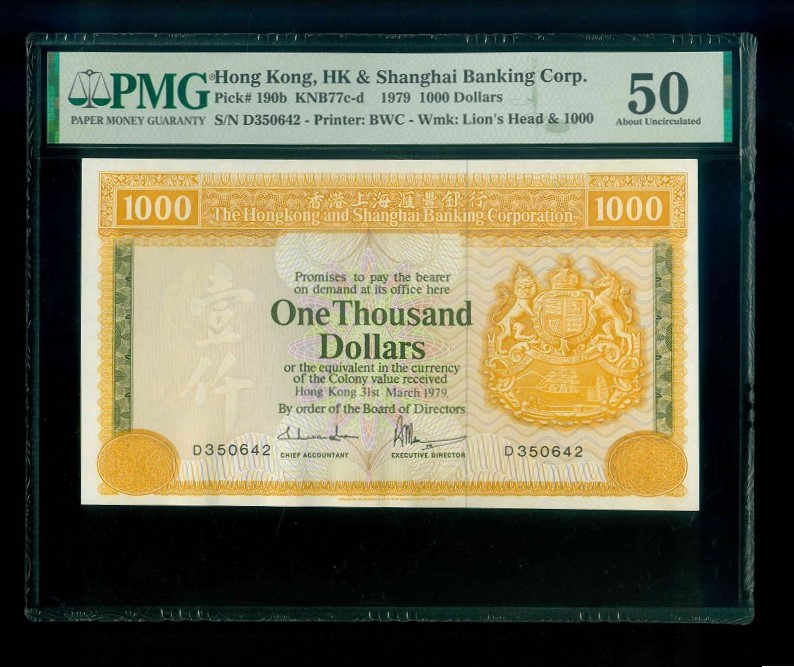 PMG
PAPER MONEY GUARANTY
Hong Kong, HK & Shanghai Banking Corp.
Pick# 190b KNB77c-d 1979 1000 Dollars
S/N D350642 - Printer: BWC - Wmk: Lion's Head & 1000
50
About Uncirculated
香港上海滙豐銀行
1000
The Hongkong and Shanghai Banking Corporation
1000
壹仟
Promises to pay the bearer
on demand at its office here
One Thousand
Dollars
or the equivalent in the currency
of the Colony value received
Hong Kong 31st March 1979.
By order of the Board of Directors
D350642
CHIEF ACCOUNTANT
EXECUTIVE DIRECTOR
D350642